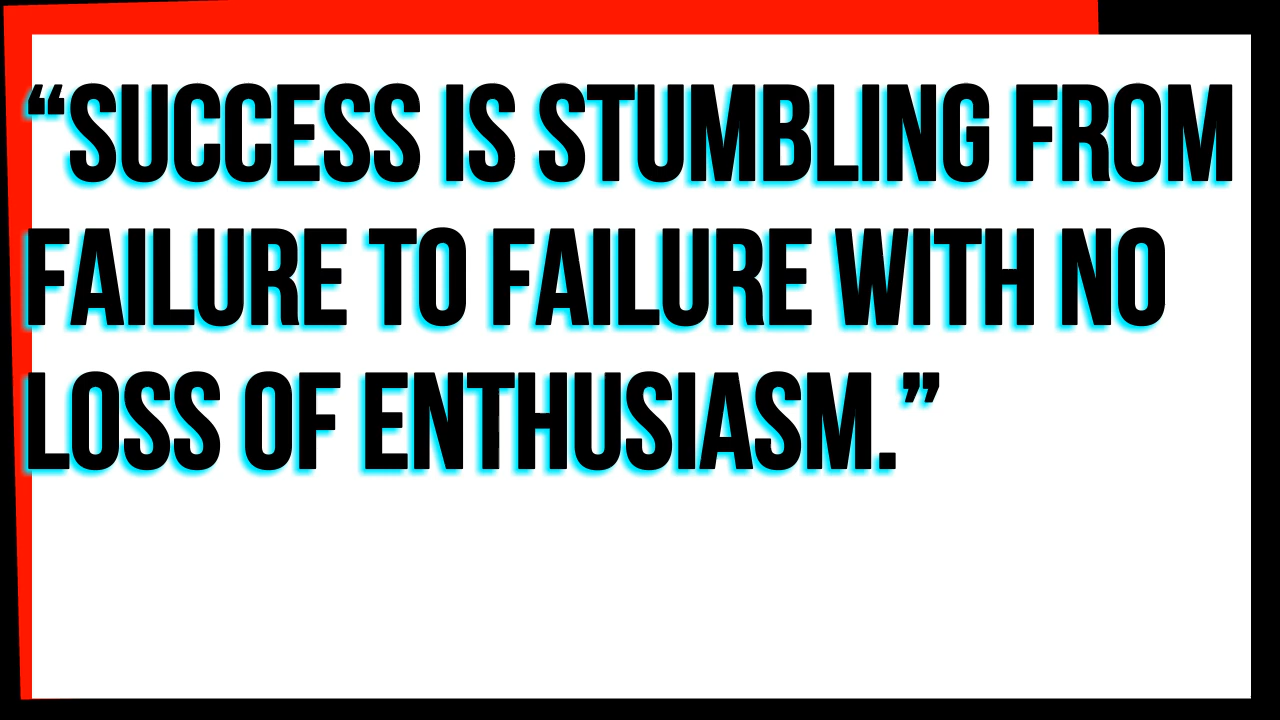 “SUCCESS IS STUMBLING FROM
FAILURE TO FAILURE WITH NO
LOSS OF ENTHUSIASM.”